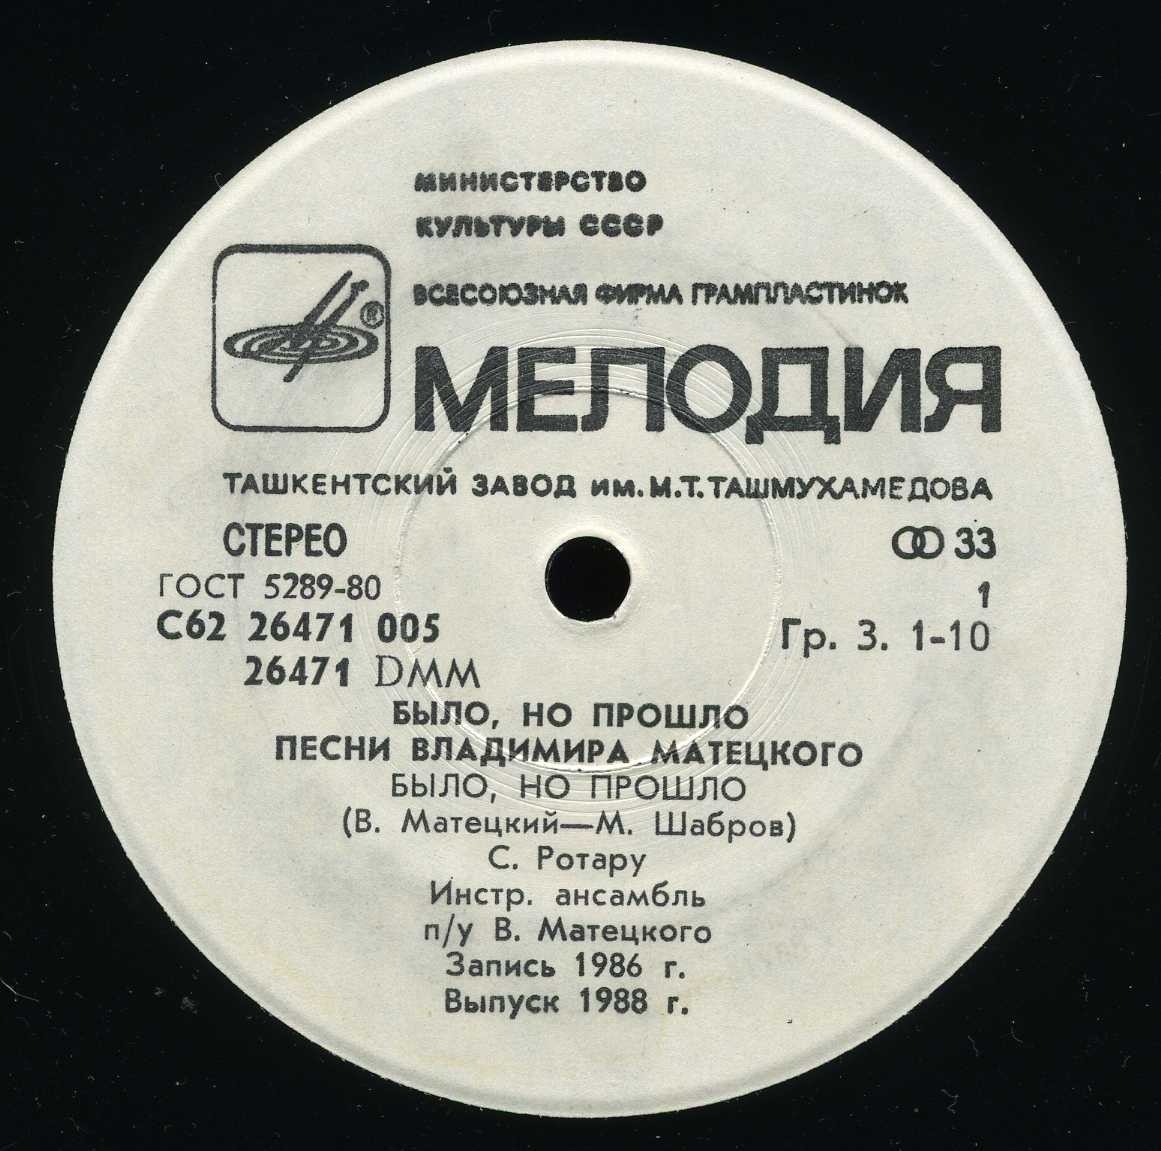 МИНИСТЕРСТВО
КУЛЬТУРЫ СССР
ВСЕСОЮЗНАЯ ФИРМА ГРАМПЛАСТИНОК
®
МЕЛОДИЯ
ТАШКЕНТСКИЙ ЗАВОД им. М.Т. ТАШМУХАМЕДОВА
СТЕРЕО 33
ГОСТ 5289-80 1
С62 26471 005 Гр. 3. 1-10
26471 DMM
БЫЛО, НО ПРОШЛО
ПЕСНИ ВЛАДИМИРА МАТЕЦКОГО
БЫЛО, НО ПРОШЛО
(В. Матецкий—М. Шабров)
С. Ротару
Инстр. ансамбль
п/у В. Матецкого
Запись 1986 г.
Выпуск 1988 г.